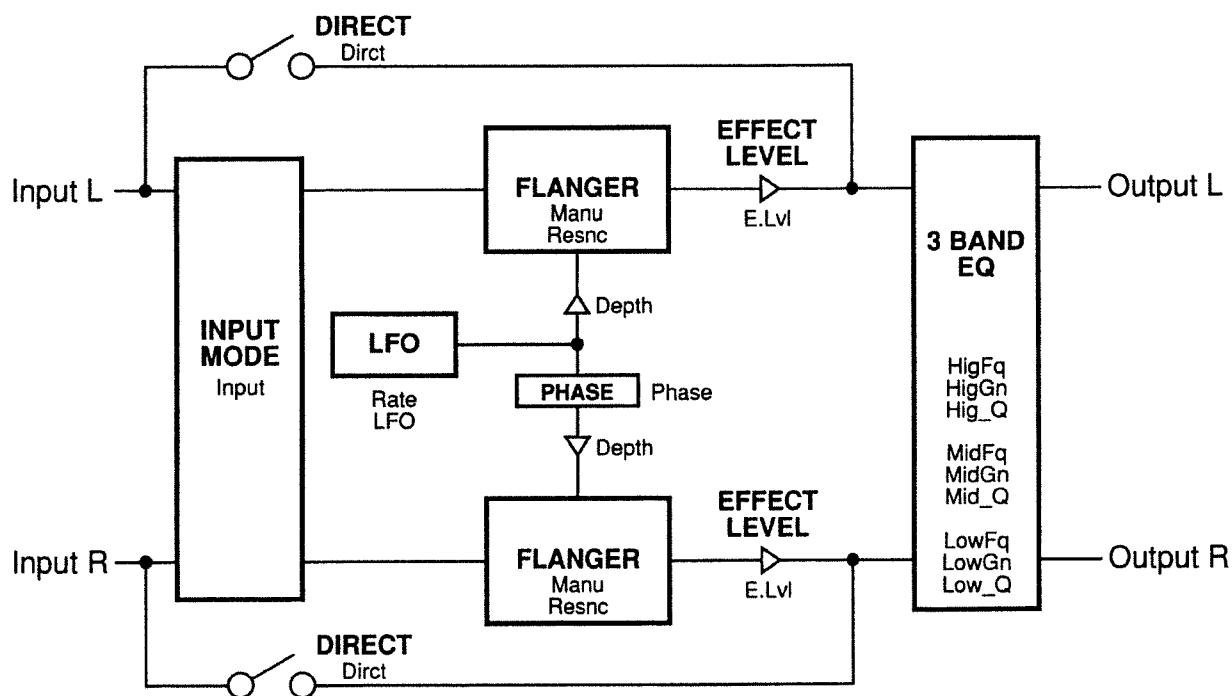 DIRECT
Dirct
EFFECT
LEVEL
Input L
FLANGER
Manu
Resnc
E.Lvl
Output L
3 BAND
EQ
Depth
INPUT
MODE
Input
LFO
Rate
LFO
PHASE
Phase
HigFq
HigGn
Hig_Q
Depth
MidFq
MidGn
Mid_Q
EFFECT
LEVEL
Input R
FLANGER
Manu
Resnc
E.Lvl
LowFq
LowGn
Low_Q
Output R
DIRECT
Dirct